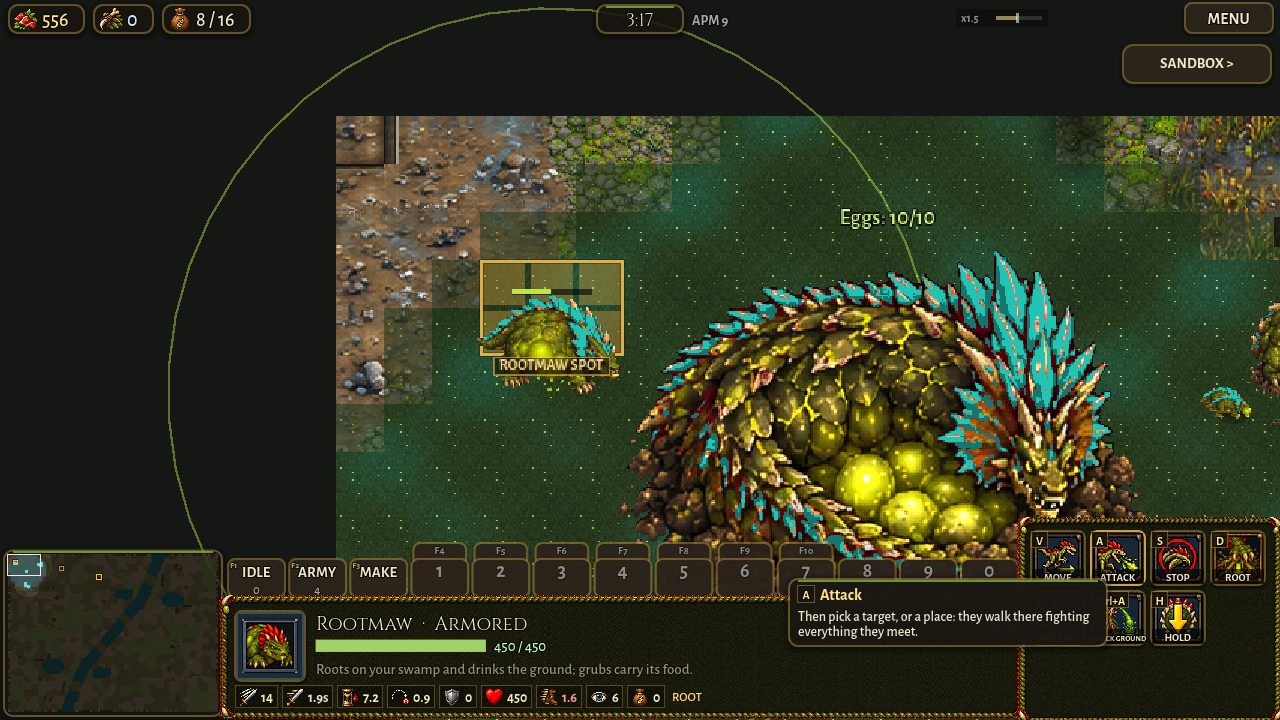 556
0
8 / 16
3:17
APM 9
x1.5
MENU
SANDBOX >
Eggs: 10/10
ROOTMAW SPOT
F1 IDLE 0
F2 ARMY 4
MAKE
F4 1
F5 2
F6 3
F7 4
F8 5
F9 6
F10 7
8
9
0
V MOVE
A ATTACK
S STOP
D ROOT
H HOLD
A Attack
Then pick a target, or a place: they walk there fighting
everything they meet.
Rootmaw · Armored
450 / 450
Roots on your swamp and drinks the ground; grubs carry its food.
14
1.9s
7.2
0.9
0
450
1.6
6
0
ROOT